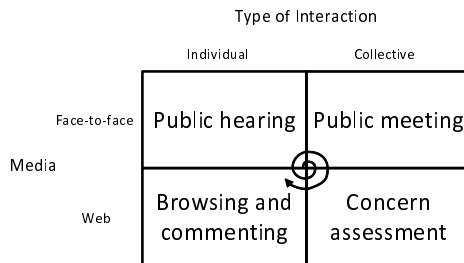 Type of Interaction
Individual Collective
Face-to-face Public hearing Public meeting
Media
Web
Browsing and
commenting
Concern
assessment